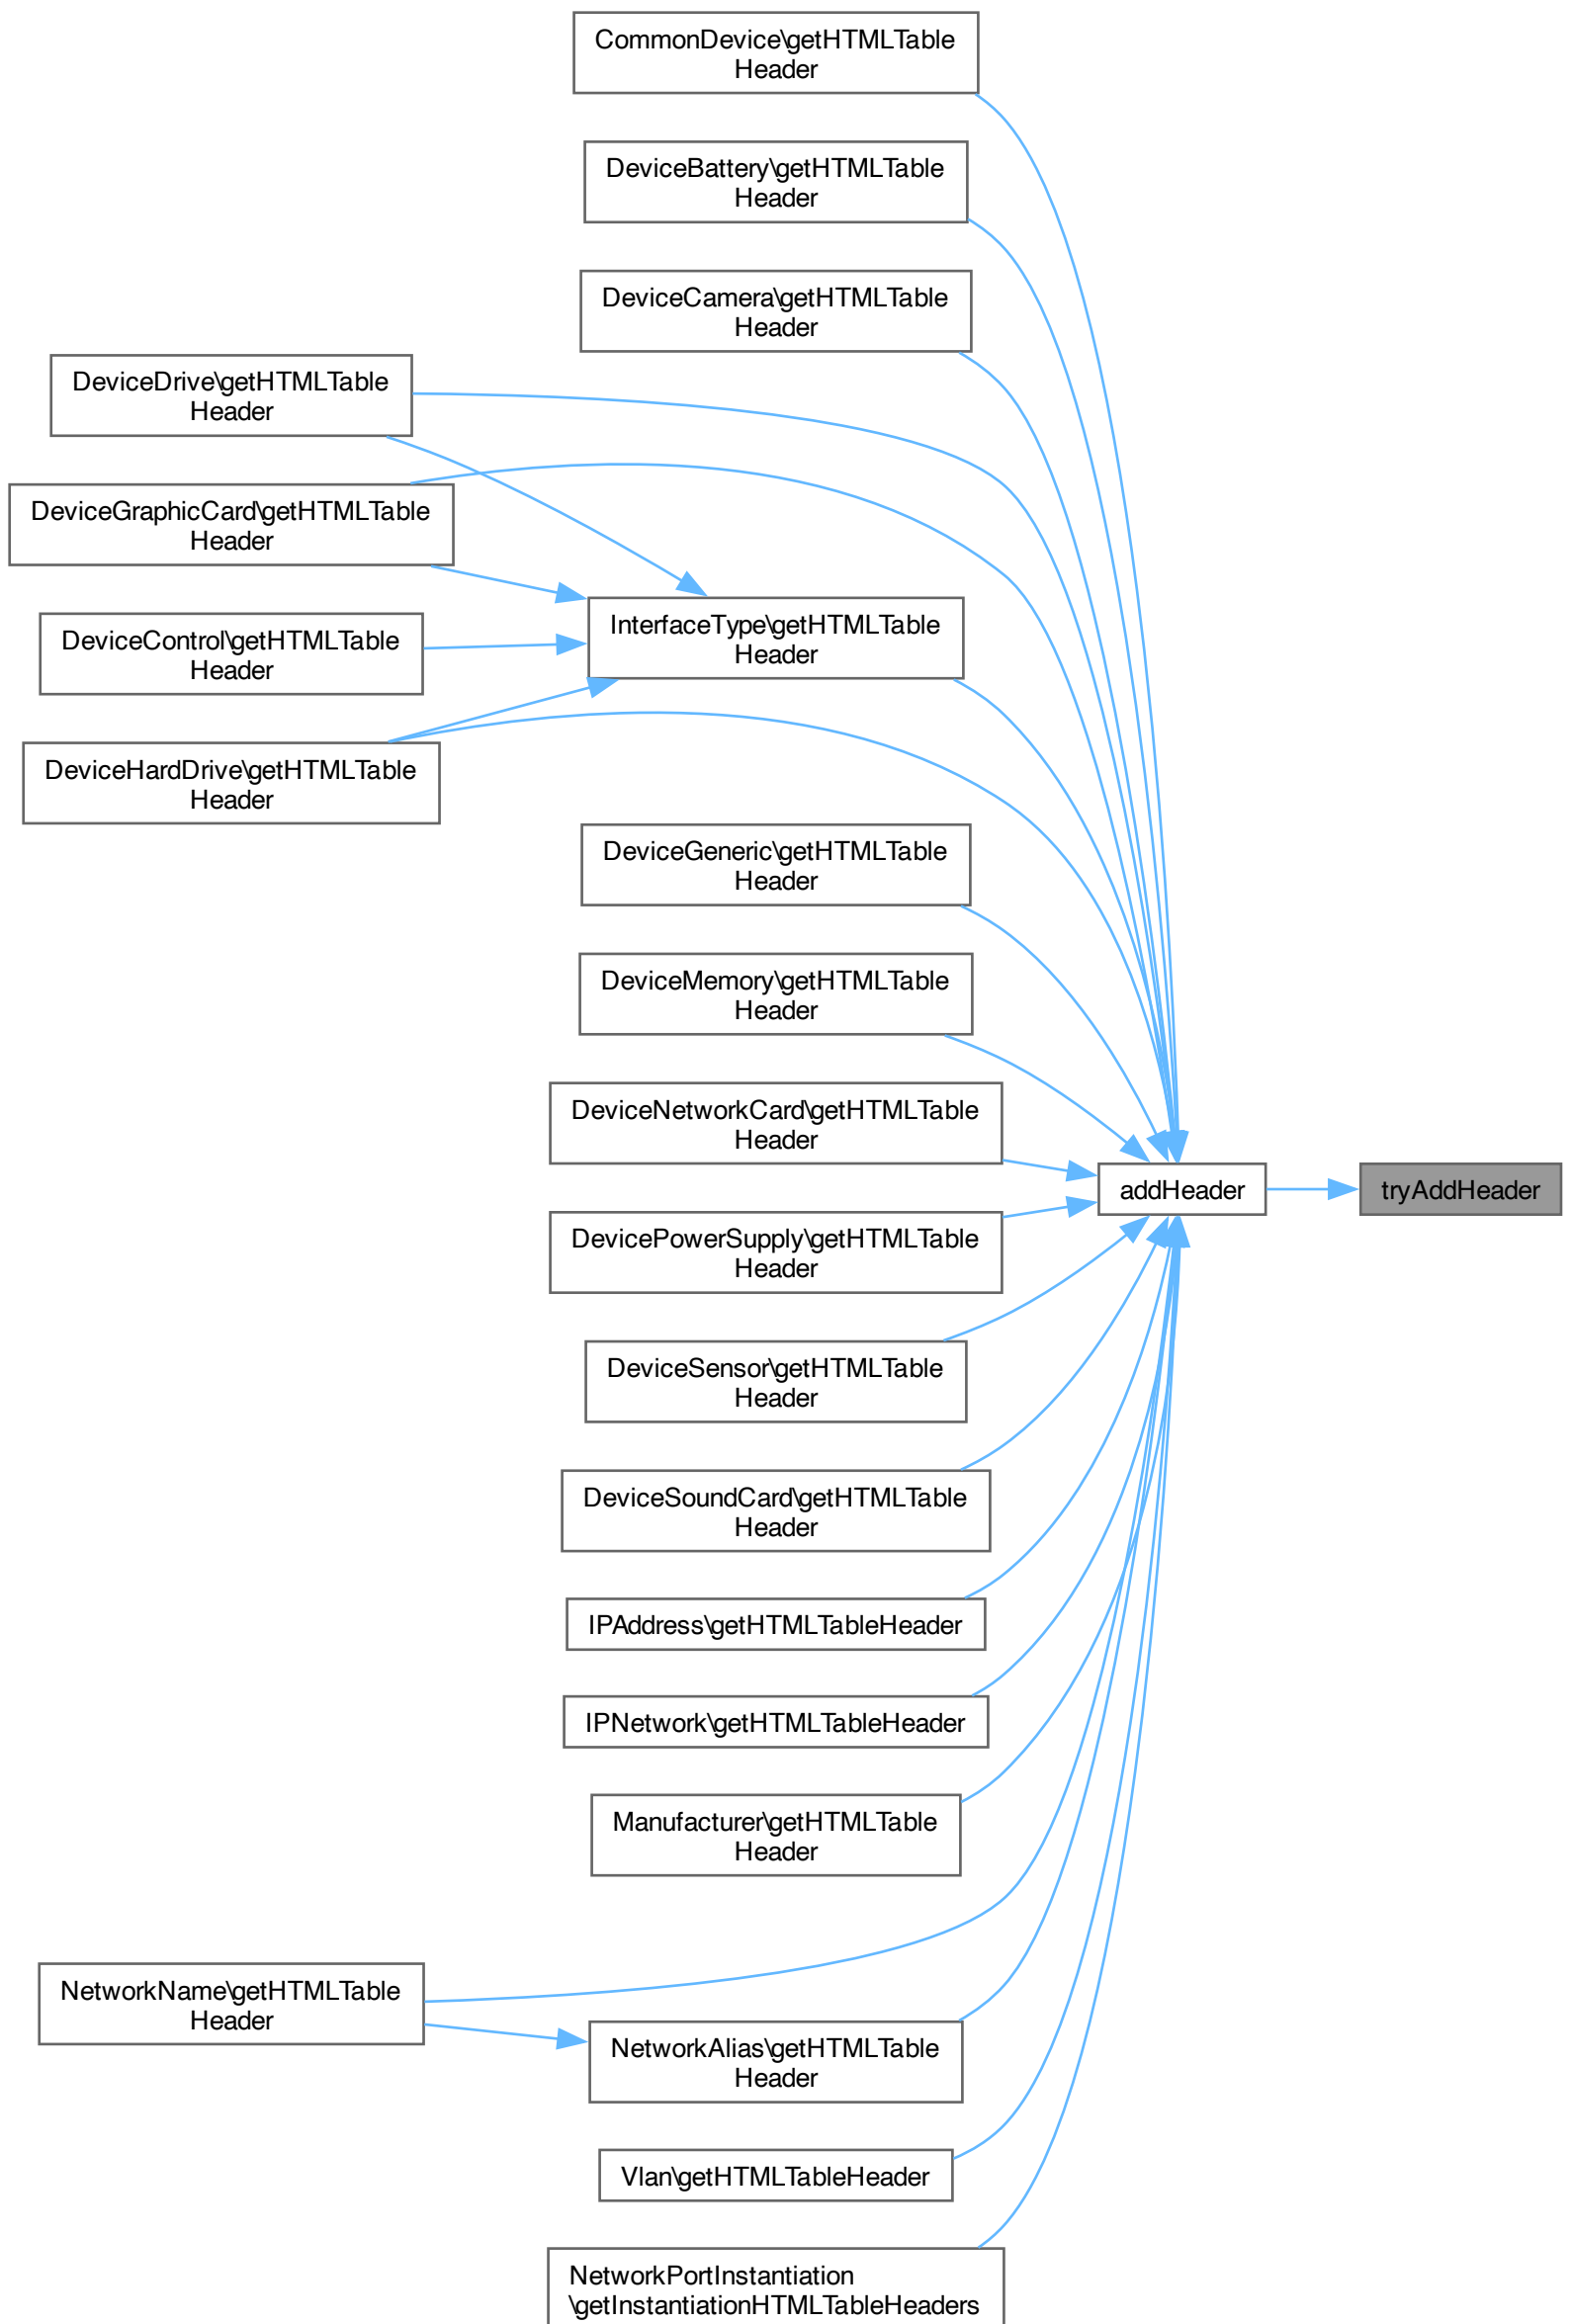 CommonDevice\getHTMLTable
Header
DeviceBattery\getHTMLTable
Header
DeviceCamera\getHTMLTable
Header
DeviceDrive\getHTMLTable
Header
DeviceGraphicCard\getHTMLTable
Header
InterfaceType\getHTMLTable
Header
DeviceControl\getHTMLTable
Header
DeviceHardDrive\getHTMLTable
Header
DeviceGeneric\getHTMLTable
Header
DeviceMemory\getHTMLTable
Header
DeviceNetworkCard\getHTMLTable
Header
addHeader
tryAddHeader
DevicePowerSupply\getHTMLTable
Header
DeviceSensor\getHTMLTable
Header
DeviceSoundCard\getHTMLTable
Header
IPAddress\getHTMLTableHeader
IPNetwork\getHTMLTableHeader
Manufacturer\getHTMLTable
Header
NetworkName\getHTMLTable
Header
NetworkAlias\getHTMLTable
Header
Vlan\getHTMLTableHeader
NetworkPortInstantiation
\getInstantiationHTMLTableHeaders